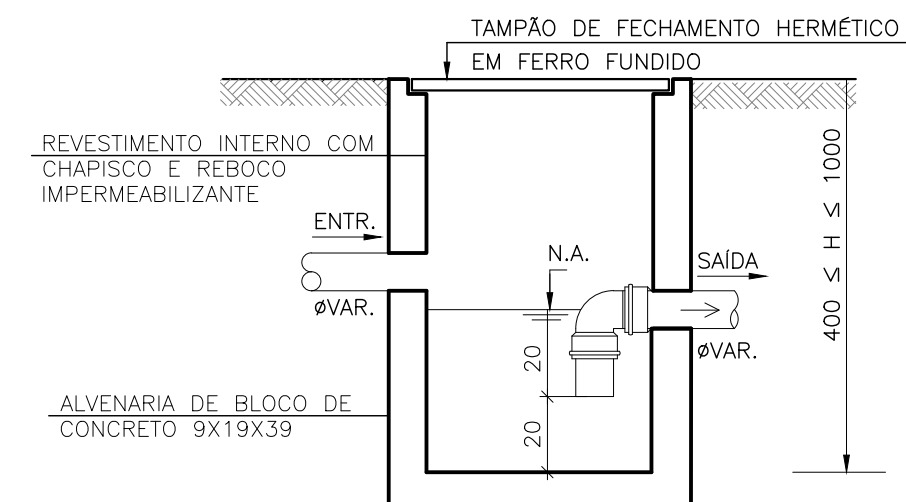 TAMPÃO DE FECHAMENTO HERMÉTICO
EM FERRO FUNDIDO
REVESTIMENTO INTERNO COM
CHAPISCO E REBOCO
IMPERMEABILIZANTE
ENTR.
øVAR.
N.A.
SAÍDA
øVAR.
400 ≤ H ≤ 1000
20
20
ALVENARIA DE BLOCO DE
CONCRETO 9X19X39